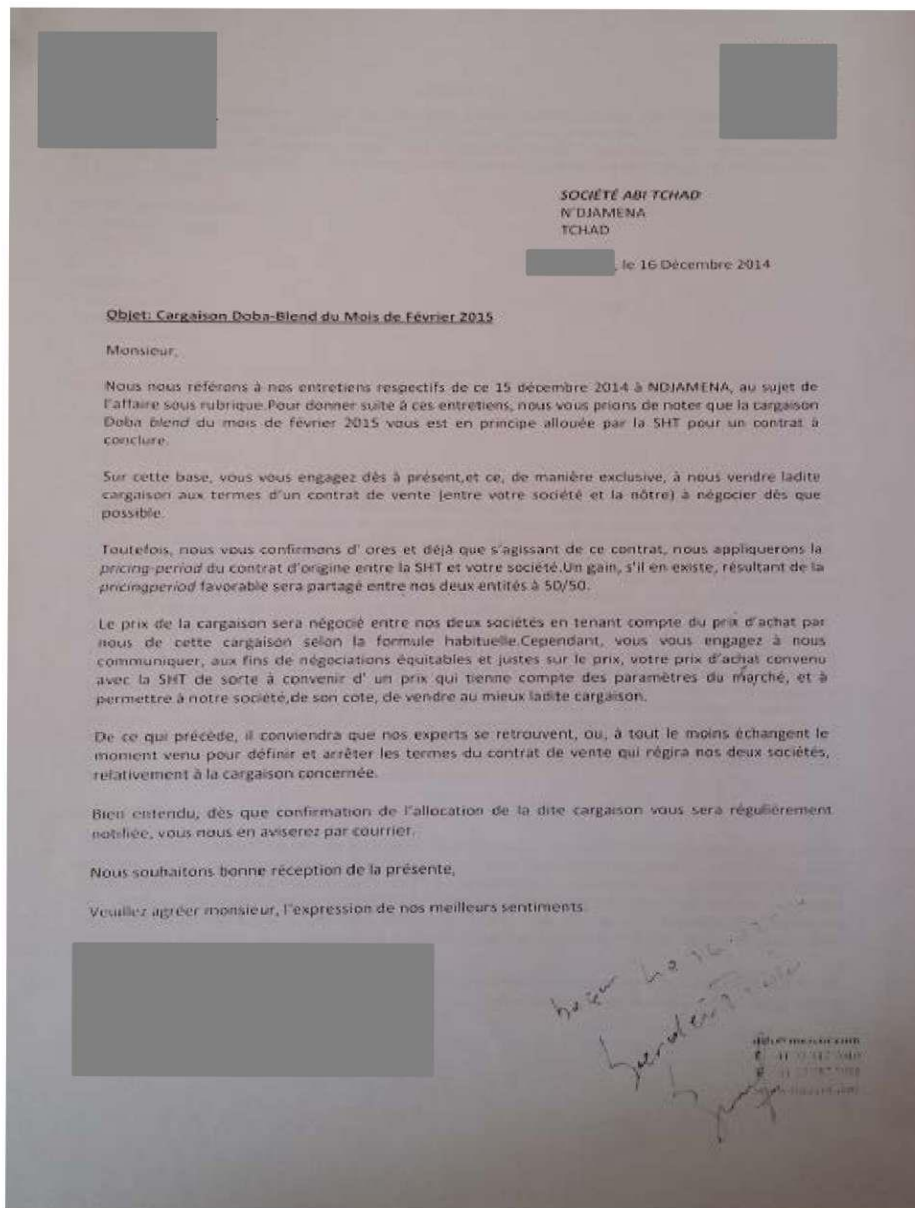 SOCIÉTÉ ABI TCHAD
N'DJAMENA
TCHAD
, le 16 Décembre 2014
Objet: Cargaison Doba-Blend du Mois de Février 2015
Monsieur,
Nous nous référons à nos entretiens respectifs de ce 15 décembre 2014 à NDJAMENA, au sujet de
l'affaire sous rubrique.Pour donner suite à ces entretiens, nous vous prions de noter que la cargaison
Doba blend du mois de février 2015 vous est en principe allouée par la SHT pour un contrat à
conclure.
Sur cette base, vous vous engagez dès à présent,et ce, de manière exclusive, à nous vendre ladite
cargaison aux termes d'un contrat de vente (entre votre société et la nôtre) à négocier dès que
possible.
Toutefois, nous vous confirmons d' ores et déjà que s'agissant de ce contrat, nous appliquerons la
pricing-period du contrat d'origine entre la SHT et votre société.Un gain, s'il en existe, résultant de la
pricingperiod favorable sera partagé entre nos deux entités à 50/50.
Le prix de la cargaison sera négocié entre nos deux sociétés en tenant compte du prix d'achat par
nous de cette cargaison selon la formule habituelle.Cependant, vous vous engagez à nous
communiquer, aux fins de négociations équitables et justes sur le prix, votre prix d'achat convenu
avec la SHT de sorte à convenir d' un prix qui tienne compte des paramètres du marché, et à
permettre à notre société,de son cote, de vendre au mieux ladite cargaison.
De ce qui précède, il conviendra que nos experts se retrouvent, ou, à tout le moins échangent le
moment venu pour définir et arrêter les termes du contrat de vente qui régira nos deux sociétés,
relativement à la cargaison concernée.
Bien entendu, dès que confirmation de l'allocation de la dite cargaison vous sera régulièrement
notifiée, vous nous en aviserez par courrier.
Nous souhaitons bonne réception de la présente,
Veuillez agréer monsieur, l'expression de nos meilleurs sentiments.